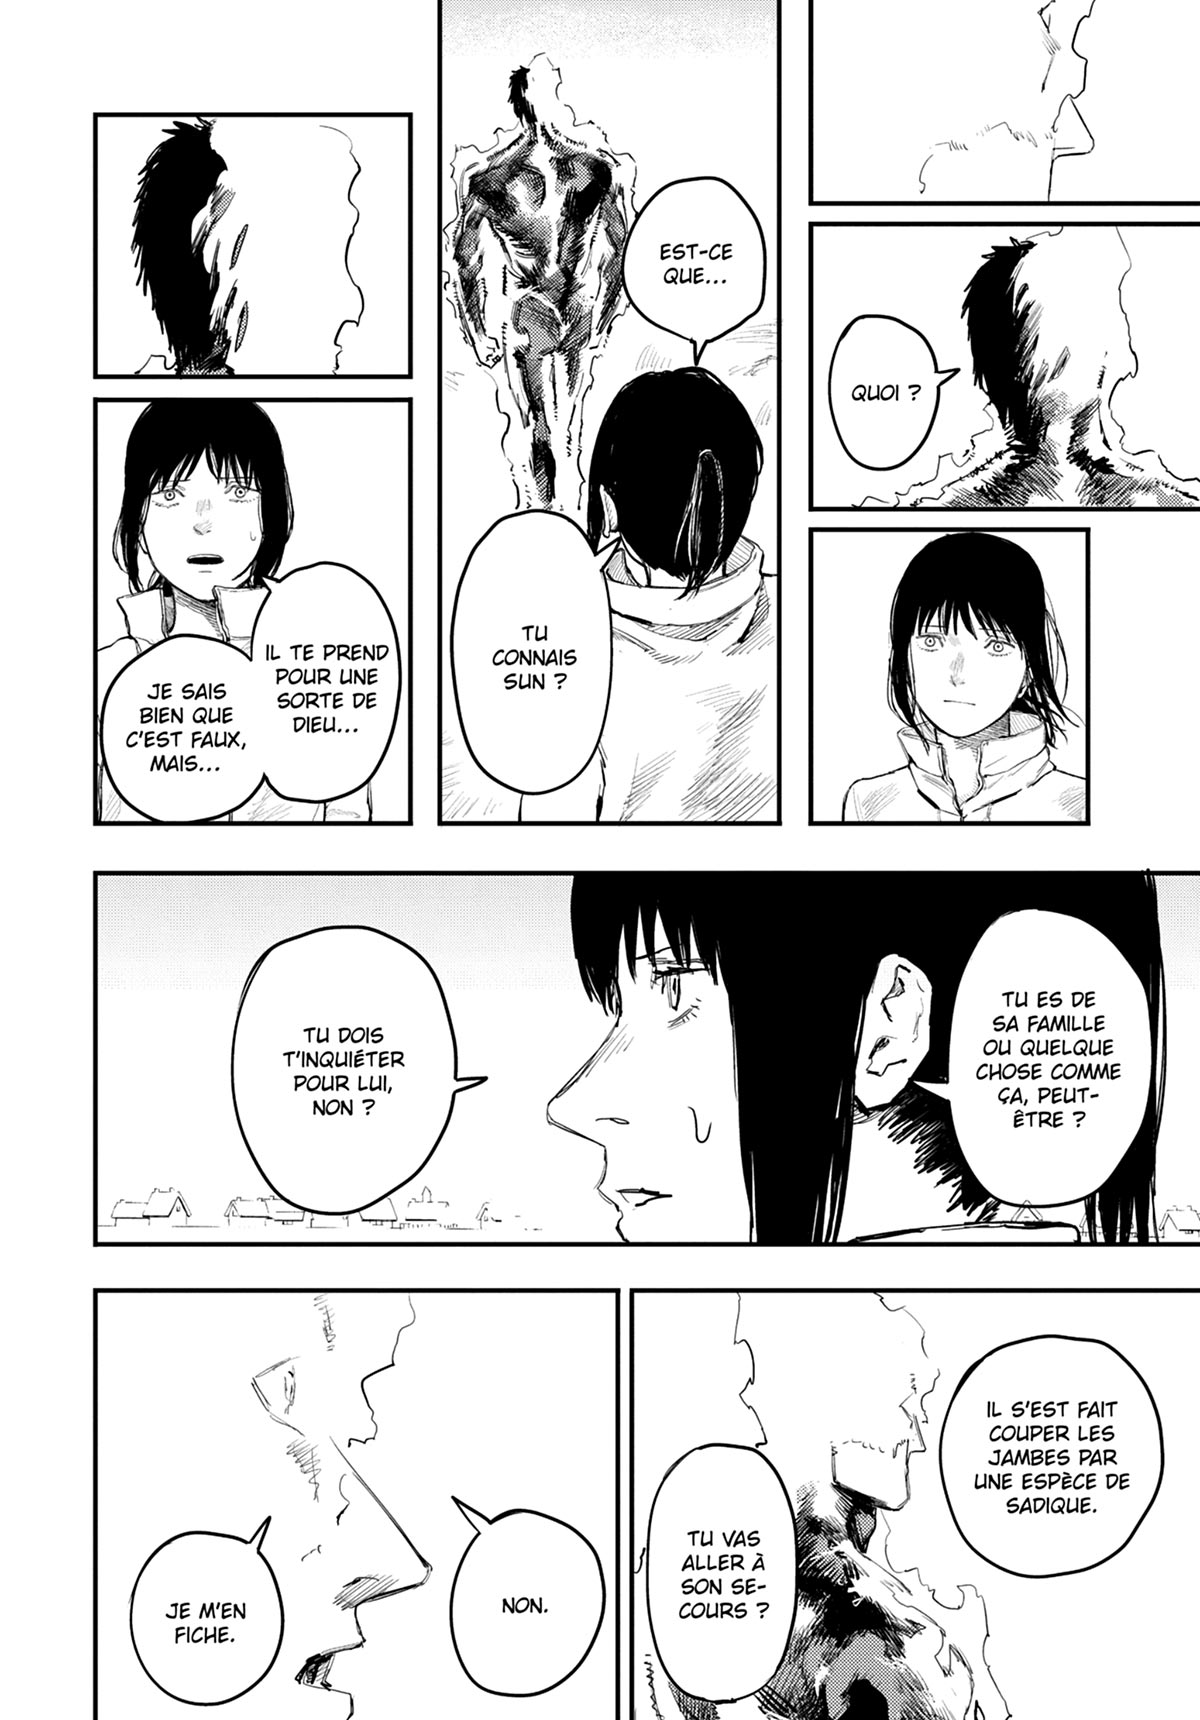 QUOI ?
EST-CE
QUE...
TU
CONNAIS
SUN ?
IL TE PREND
POUR UNE
SORTE DE
DIEU...
JE SAIS
BIEN QUE
C'EST FAUX,
MAIS...
TU ES DE
SA FAMILLE
OU QUELQUE
CHOSE COMME
ÇA, PEUT-
ÊTRE ?
TU DOIS
T'INQUIÉTER
POUR LUI,
NON ?
IL S'EST FAIT
COUPER LES
JAMBES PAR
UNE ESPÈCE DE
SADIQUE.
TU VAS
ALLER À
SON SE-
COURS ?
NON.
JE M'EN
FICHE.